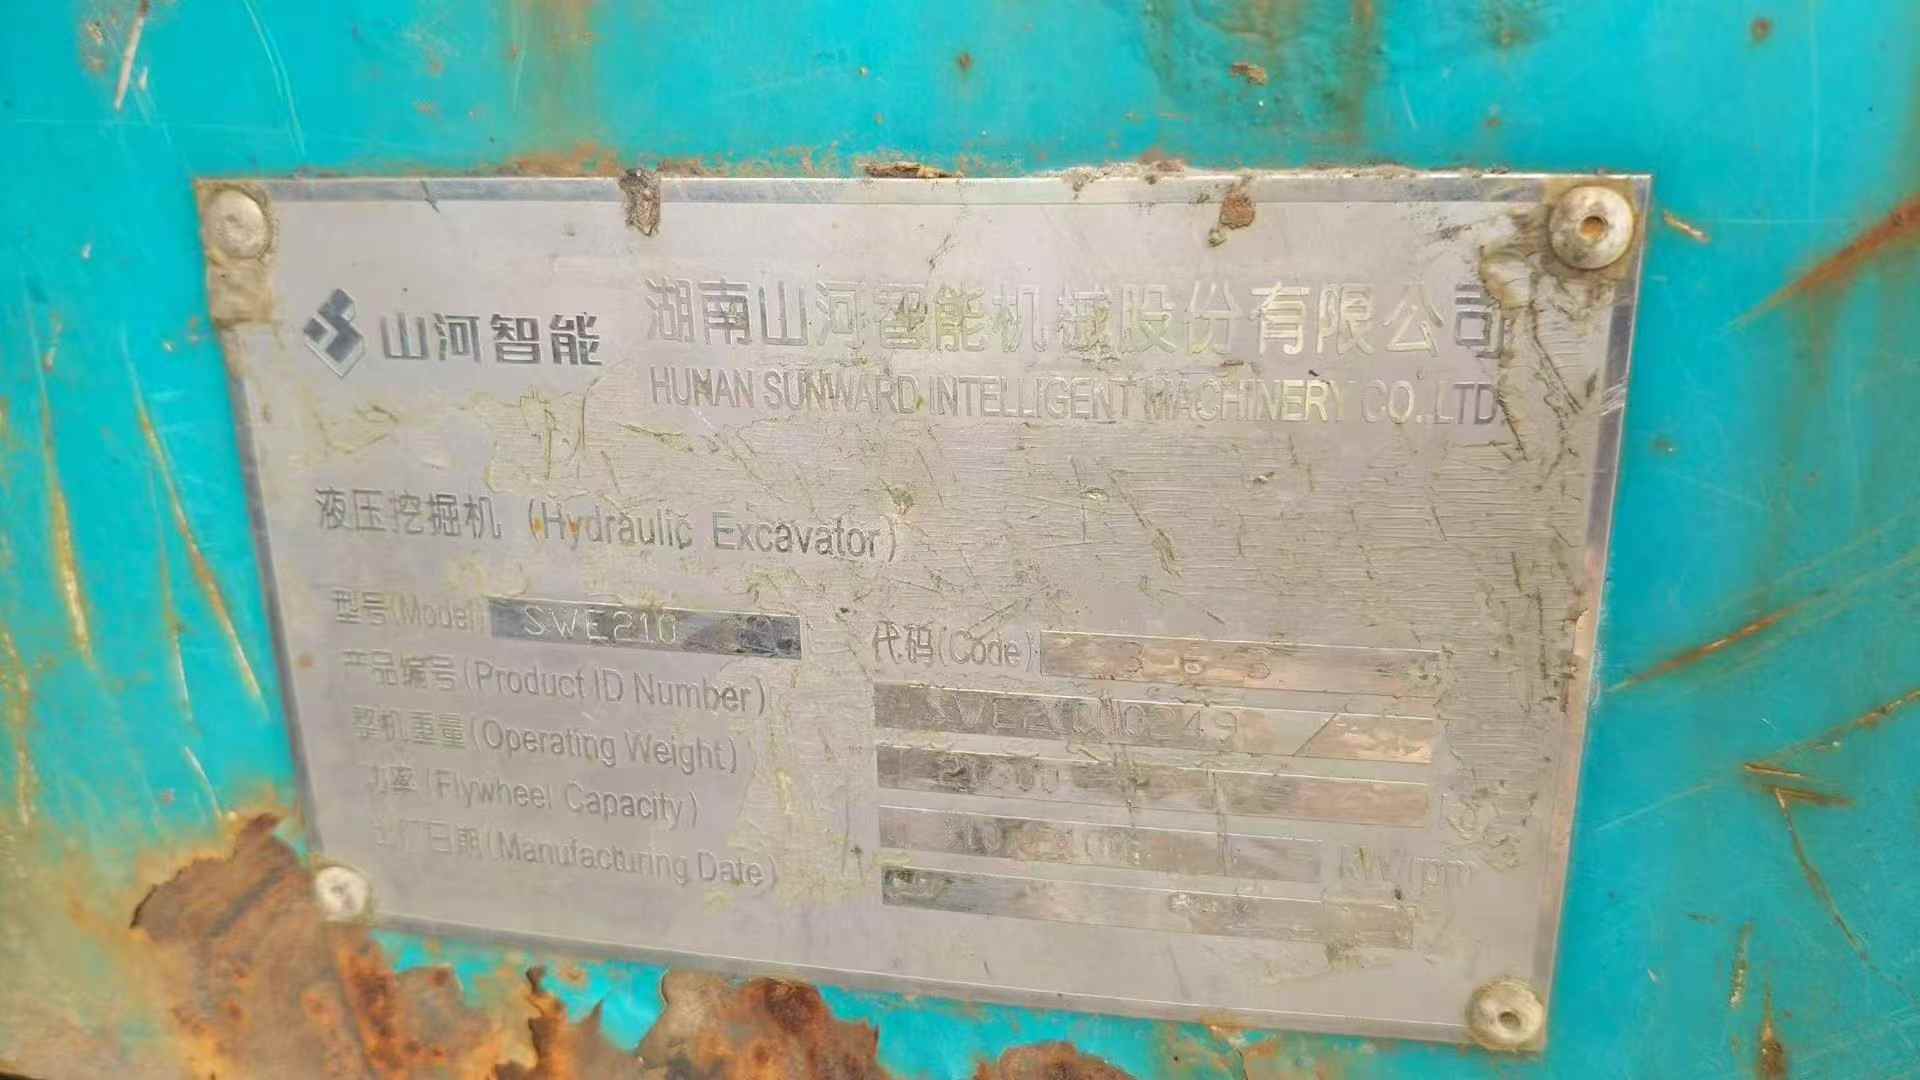 山河智能
湖南山河智能机械股份有限公司
HUNAN SUNWARD INTELLIGENT MACHINERY CO.,LTD
液压挖掘机 (Hydraulic Excavator)
型号(Model) SWE210 代码(Code)
产品编号(Product ID Number)
整机重量(Operating Weight)
功率(Flywheel Capacity) kW/rpm
出厂日期(Manufacturing Date)